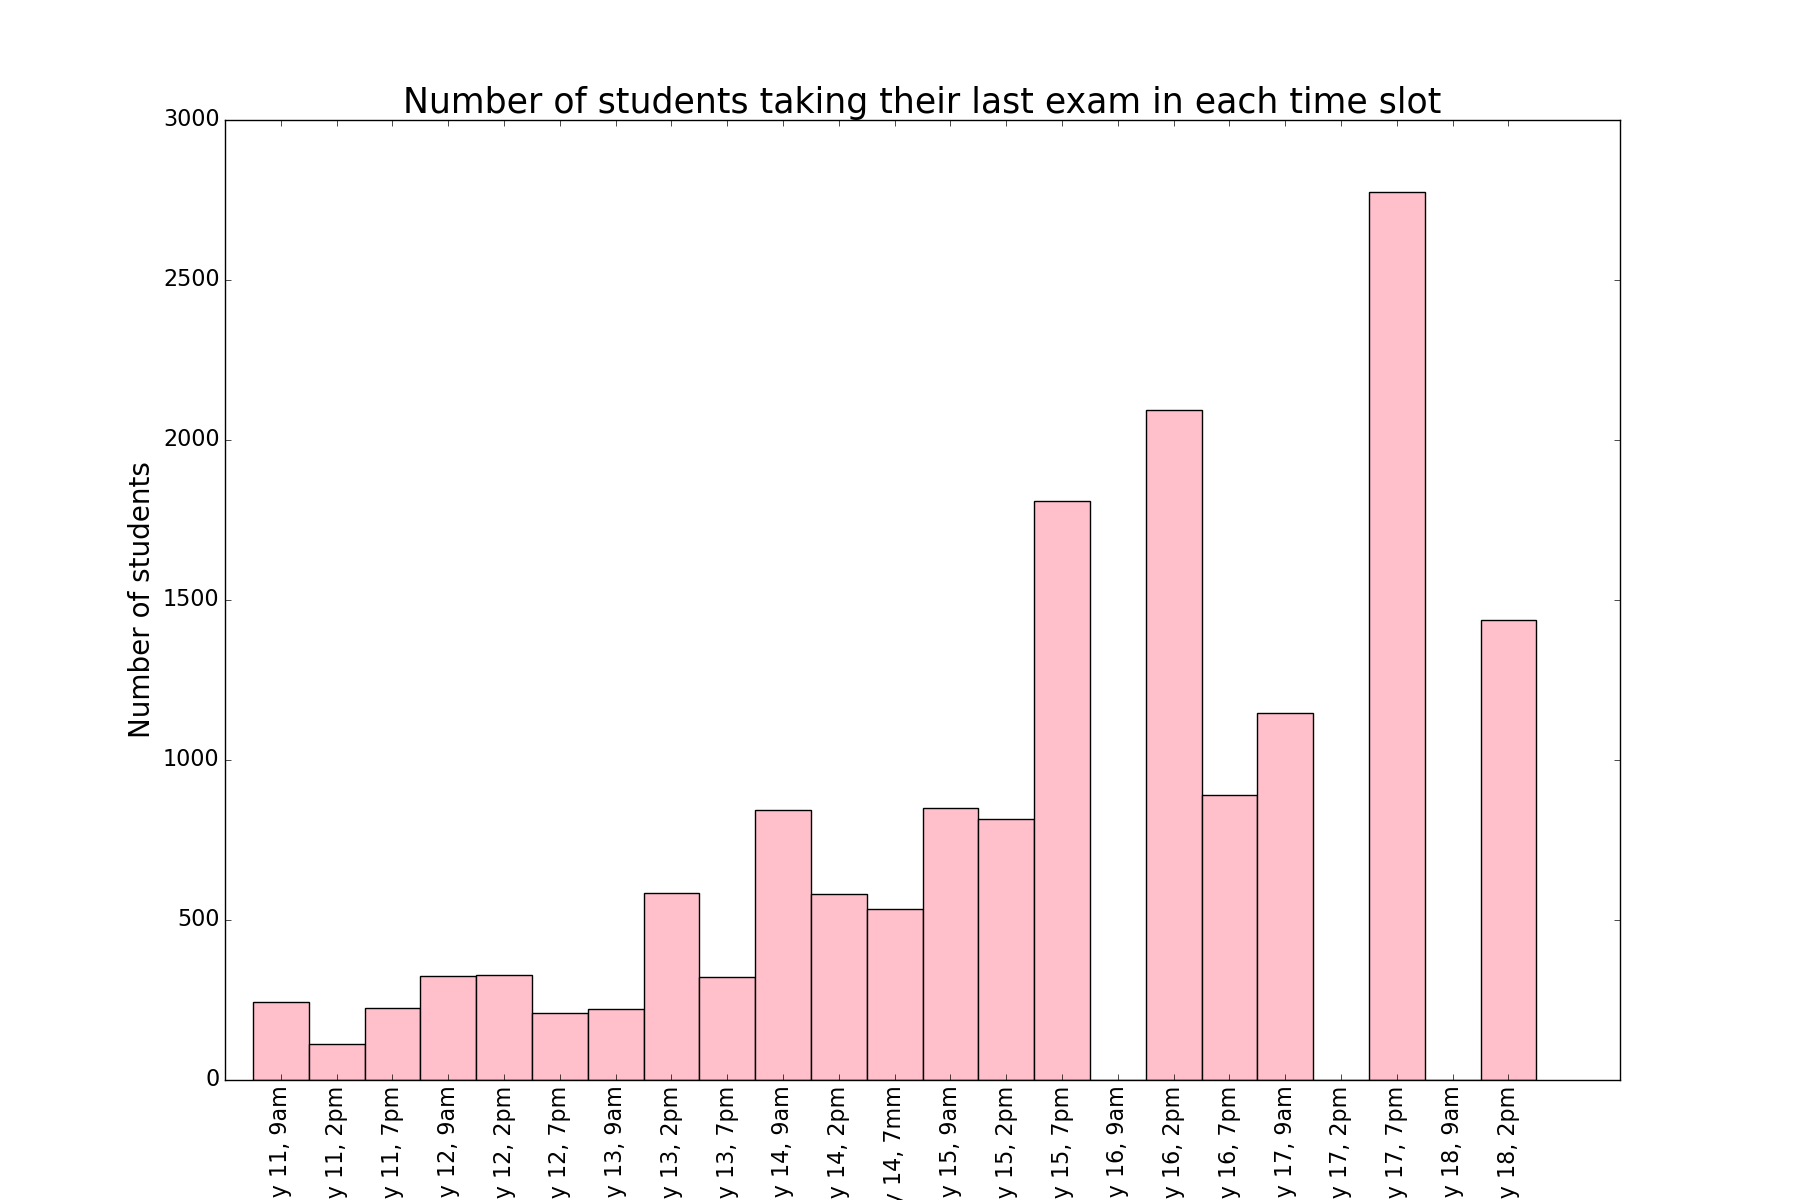 Number of students taking their last exam in each time slot
Number of students
3000
2500
2000
1500
1000
500
0
y 11, 9am
y 11, 2pm
y 11, 7pm
y 12, 9am
y 12, 2pm
y 12, 7pm
y 13, 9am
y 13, 2pm
y 13, 7pm
y 14, 9am
y 14, 2pm
y 14, 7mm
y 15, 9am
y 15, 2pm
y 15, 7pm
y 16, 9am
y 16, 2pm
y 16, 7pm
y 17, 9am
y 17, 2pm
y 17, 7pm
y 18, 9am
y 18, 2pm